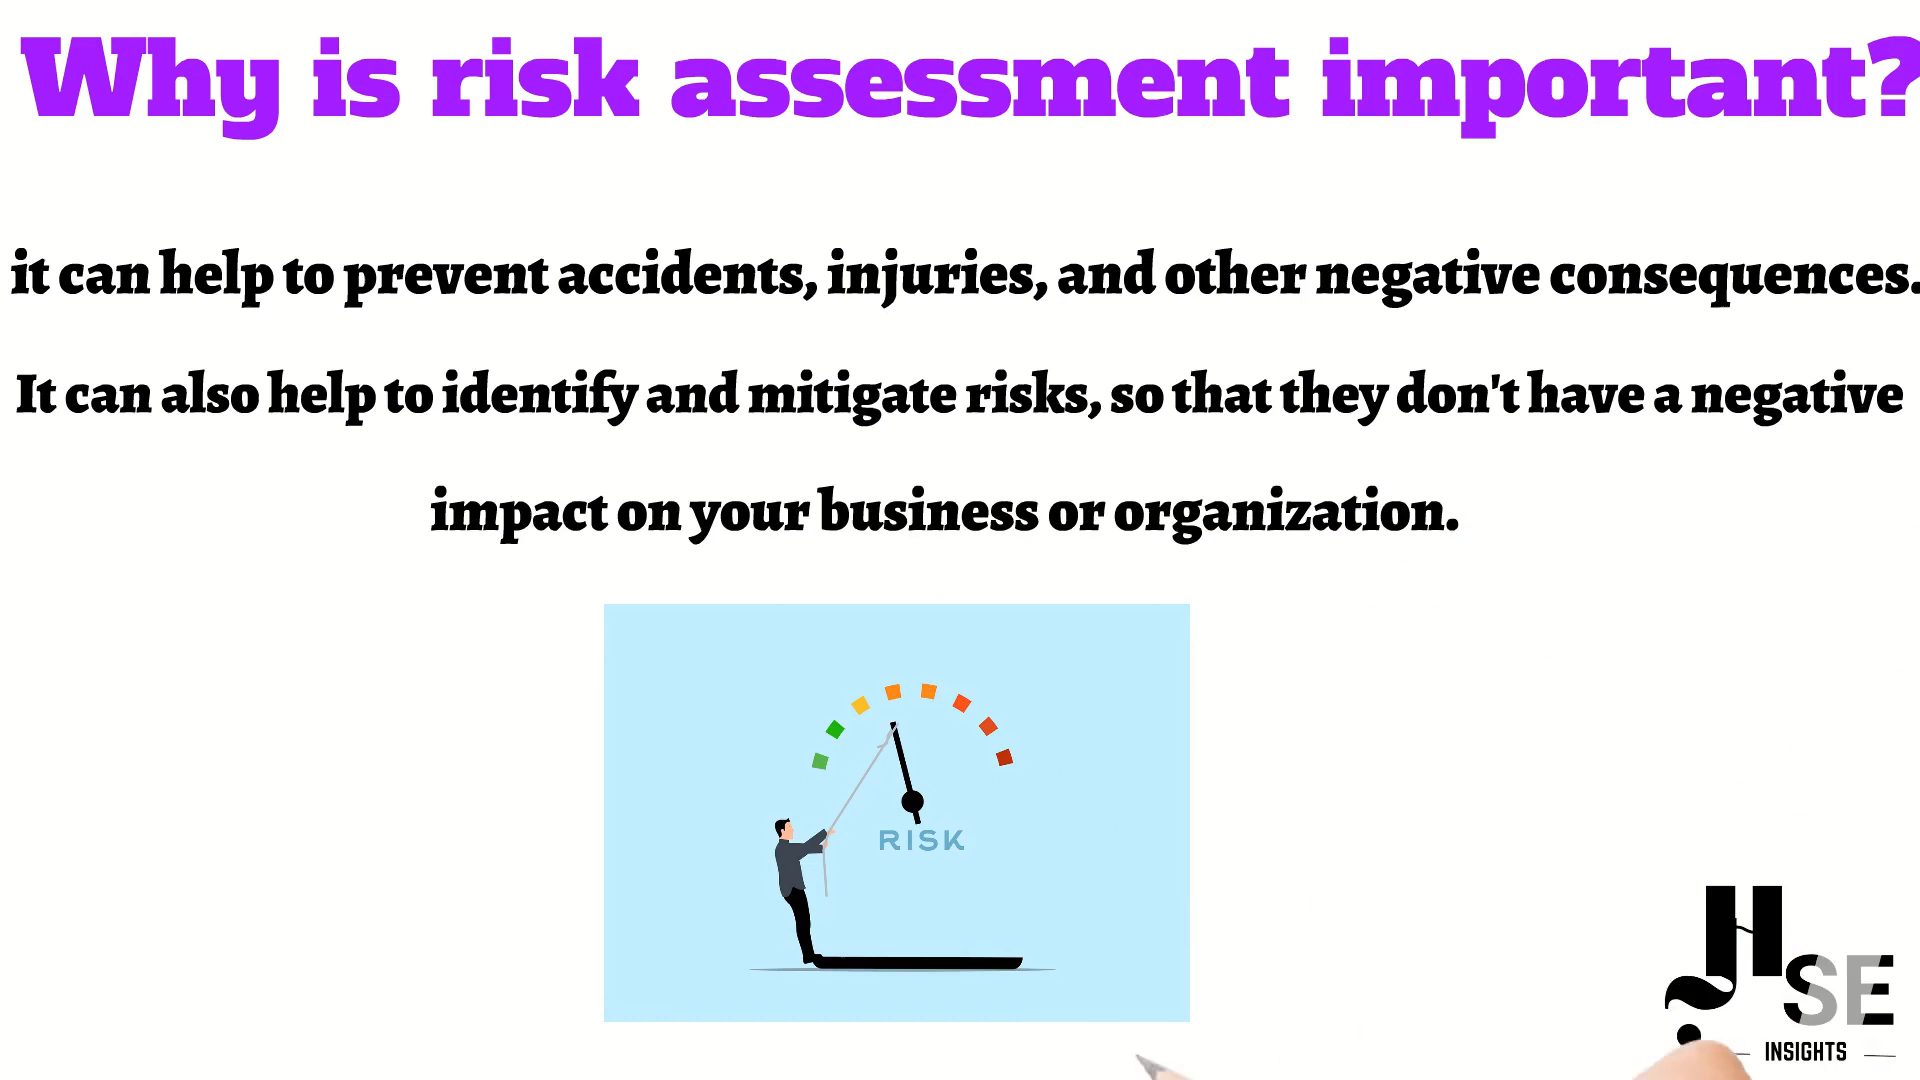 Why is risk assessment important?
it can help to prevent accidents, injuries, and other negative consequences.
It can also help to identify and mitigate risks, so that they don't have a negative
impact on your business or organization.
RISK
HSE
INSIGHTS